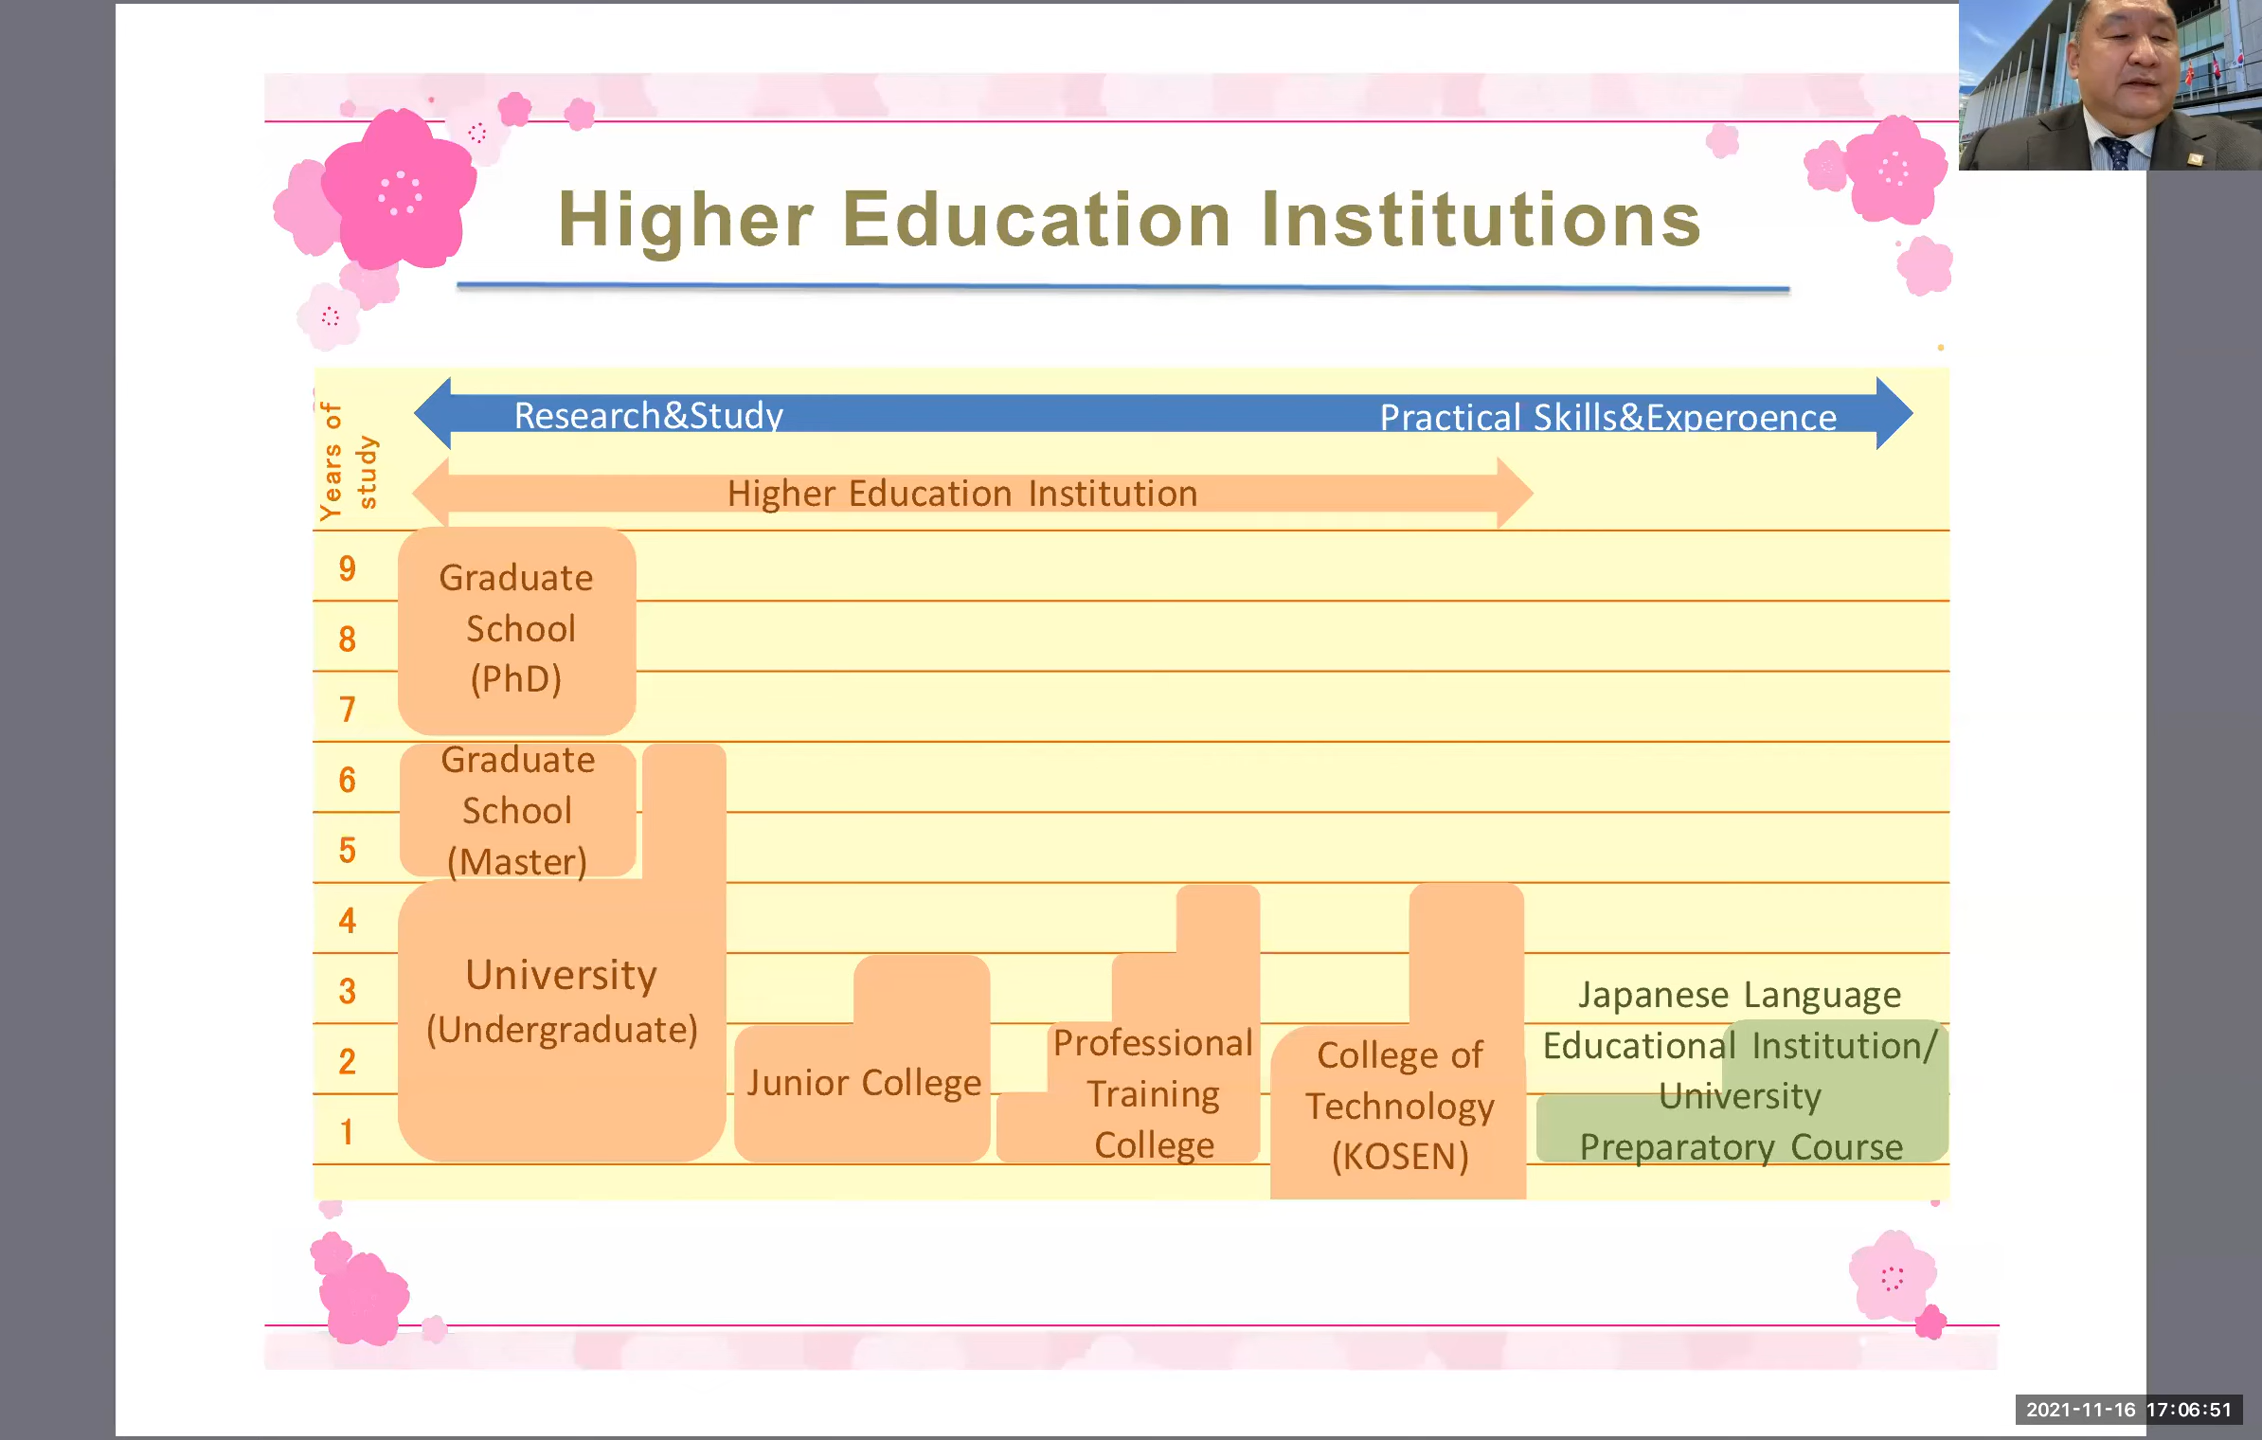 Higher Education Institutions
Years of
study
Research&Study
Practical Skills&Experoence
Higher Education Institution
9
8
7
6
5
4
3
2
1
Graduate
School
(PhD)
Graduate
School
(Master)
University
(Undergraduate)
Junior College
Professional
Training
College
College of
Technology
(KOSEN)
Japanese Language
Educational Institution/
University
Preparatory Course
2021-11-16 17:06:51